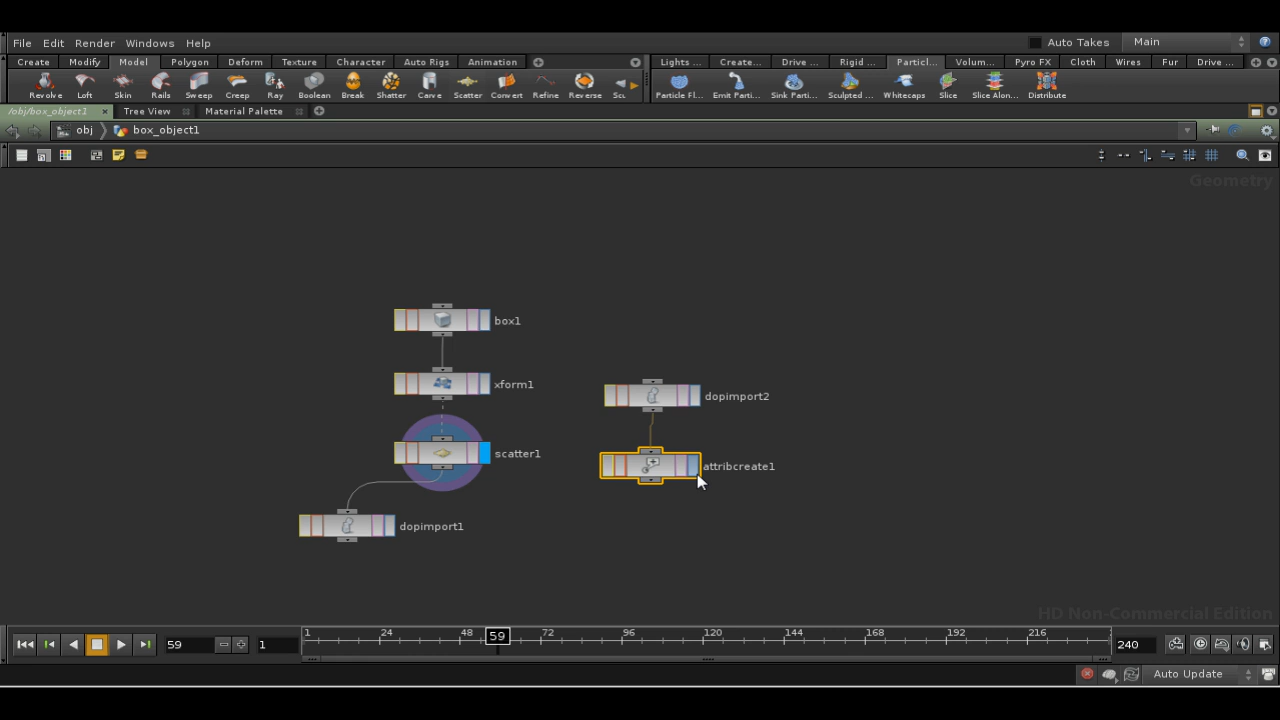 File Edit Render Windows Help Auto Takes Main
Create Modify Model Polygon Deform Texture Character Auto Rigs Animation Lights ... Create... Drive ... Rigid ... Particl... Volum... Pyro FX Cloth Wires Fur Drive ...
Revolve Loft Skin Rails Sweep Creep Ray Boolean Break Shatter Carve Scatter Convert Refine Reverse Particle Fl... Emit Parti... Sink Parti... Sculpted ... Whitecaps Slice Slice Alon... Distribute
/obj/box_object1 Tree View Material Palette
obj box_object1
Geometry
box1
xform1
dopimport2
scatter1
attribcreate1
dopimport1
HD Non-Commercial Edition
59 1 1 24 48 59 72 96 120 144 168 192 216 240
Auto Update